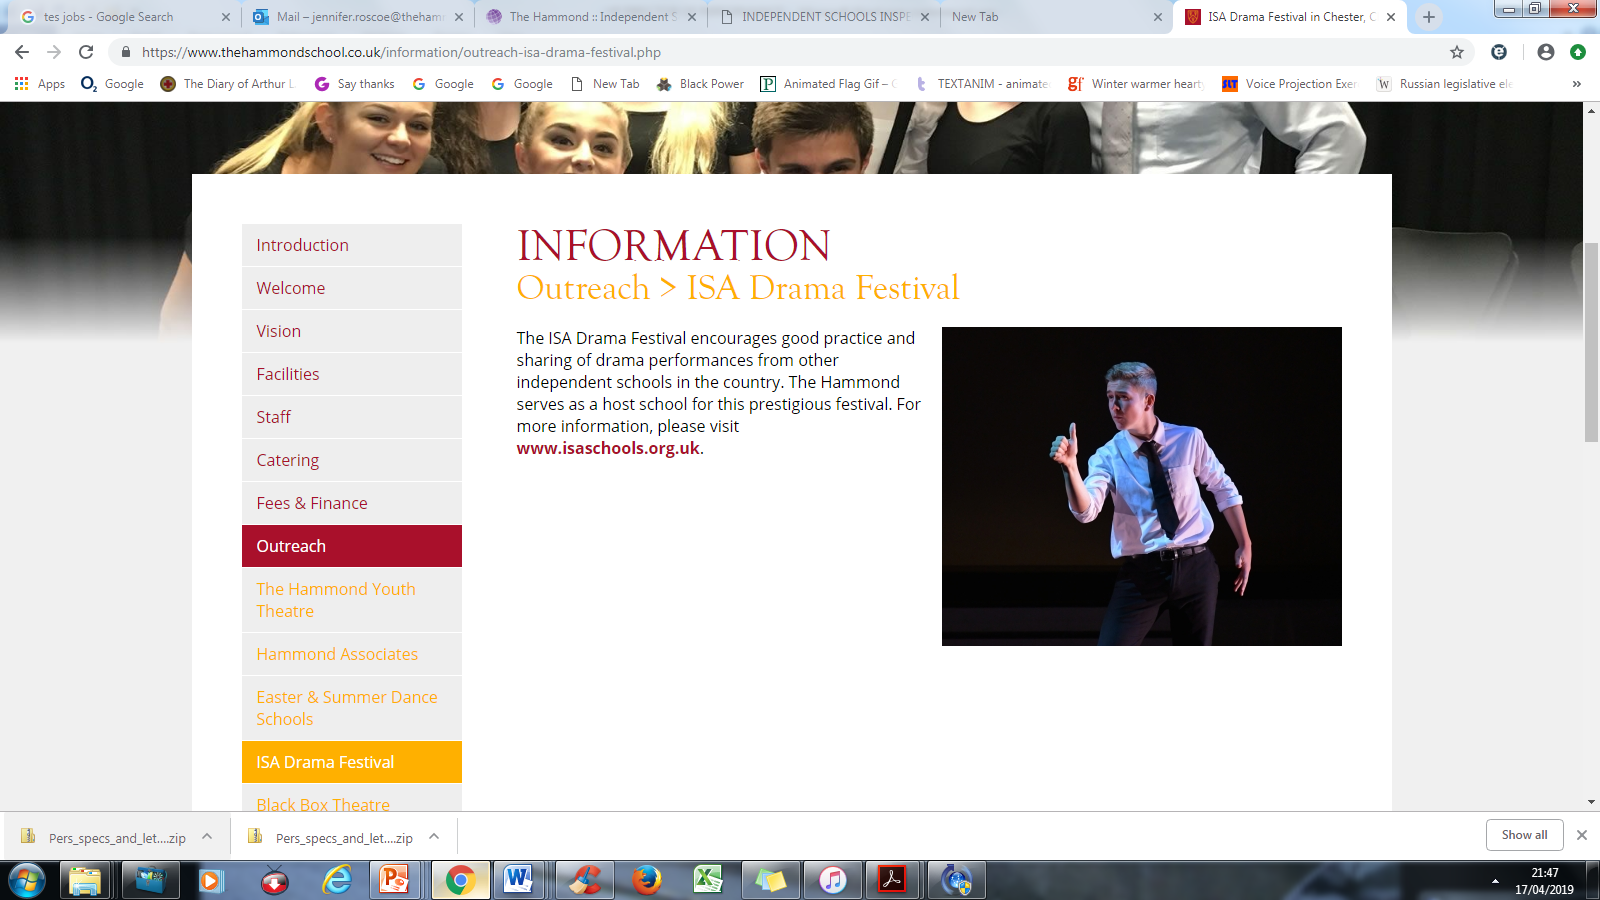 tes jobs - Google Search
Mail – jennifer.roscoe@theham
The Hammond :: Independent S
INDEPENDENT SCHOOLS INSPE
New Tab
ISA Drama Festival in Chester, C
https://www.thehammondschool.co.uk/information/outreach-isa-drama-festival.php
Apps
Google
The Diary of Arthur L
Say thanks
Google
Google
New Tab
Black Power
Animated Flag Gif – G
TEXTANIM - animate
Winter warmer heart
Voice Projection Exer
Russian legislative ele
Introduction
Welcome
Vision
Facilities
Staff
Catering
Fees & Finance
Outreach
The Hammond Youth
Theatre
Hammond Associates
Easter & Summer Dance
Schools
ISA Drama Festival
Black Box Theatre
INFORMATION
Outreach > ISA Drama Festival
The ISA Drama Festival encourages good practice and
sharing of drama performances from other
independent schools in the country. The Hammond
serves as a host school for this prestigious festival. For
more information, please visit
www.isaschools.org.uk.
Pers_specs_and_let....zip
Pers_specs_and_let....zip
Show all
21:47
17/04/2019